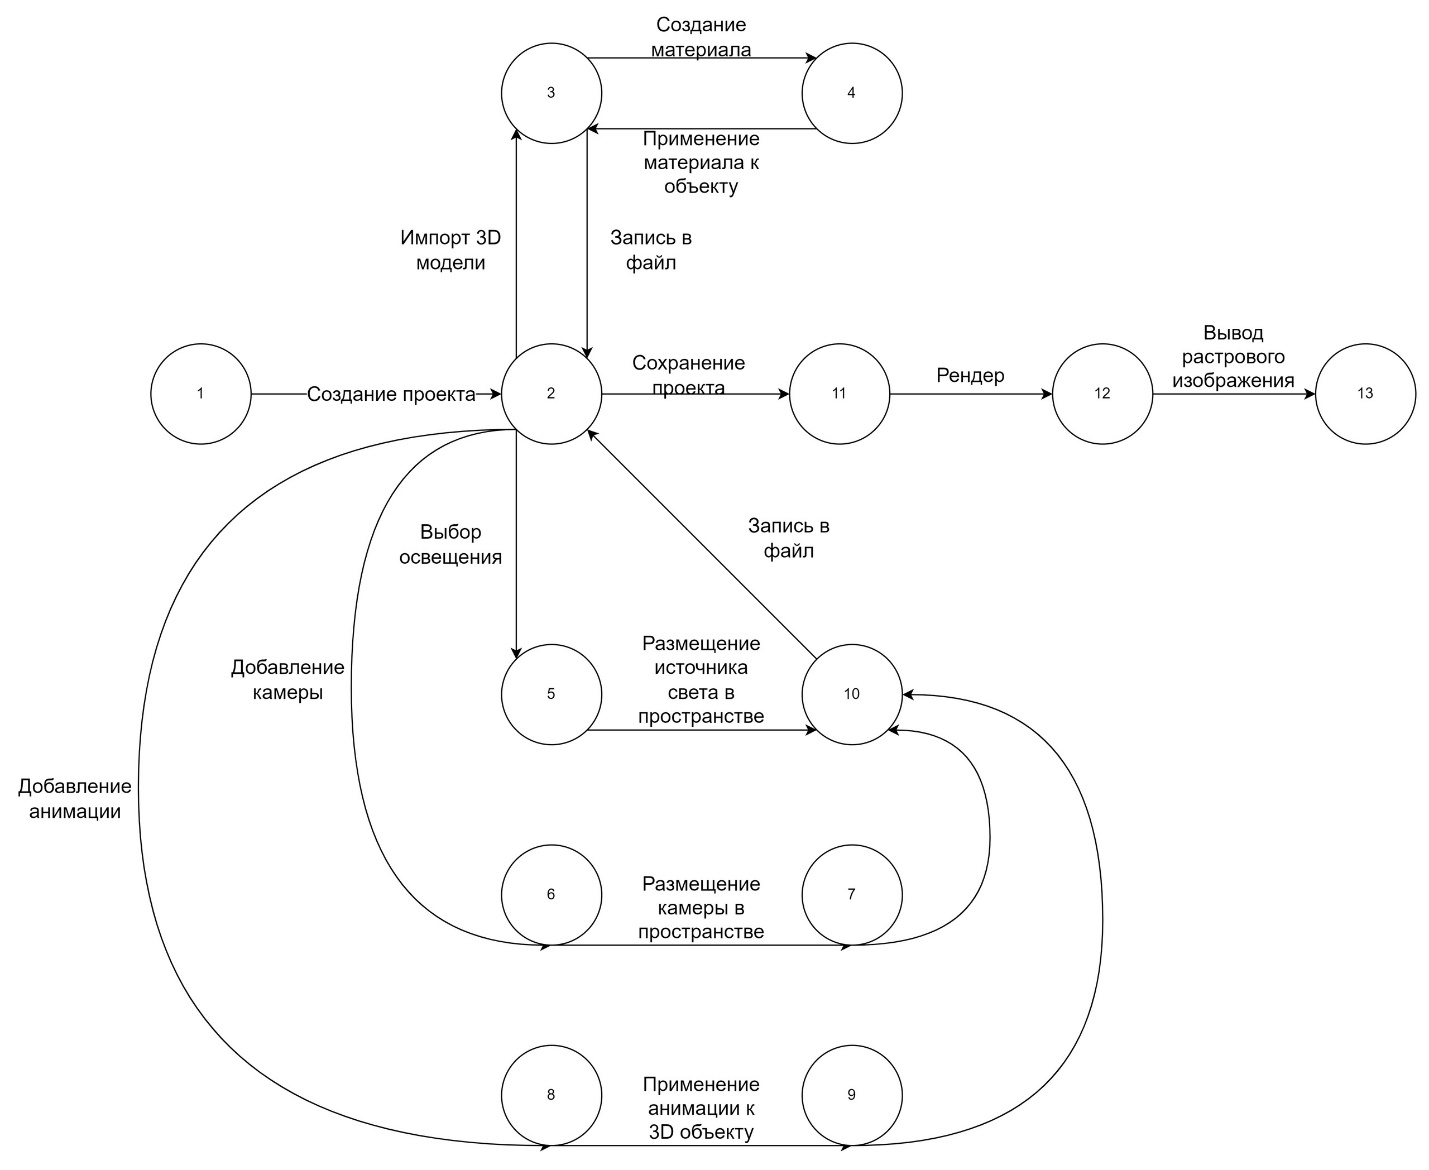 Создание
материала
3
4
Применение
материала к
объекту
Импорт 3D
модели
Запись в
файл
1
Создание проекта
2
Сохранение
проекта
11
Рендер
12
Вывод
растрового
изображения
13
Выбор
освещения
Запись в
файл
Добавление
камеры
5
Размещение
источника
света в
пространстве
10
Добавление
анимации
6
Размещение
камеры в
пространстве
7
8
Применение
анимации к
3D объекту
9